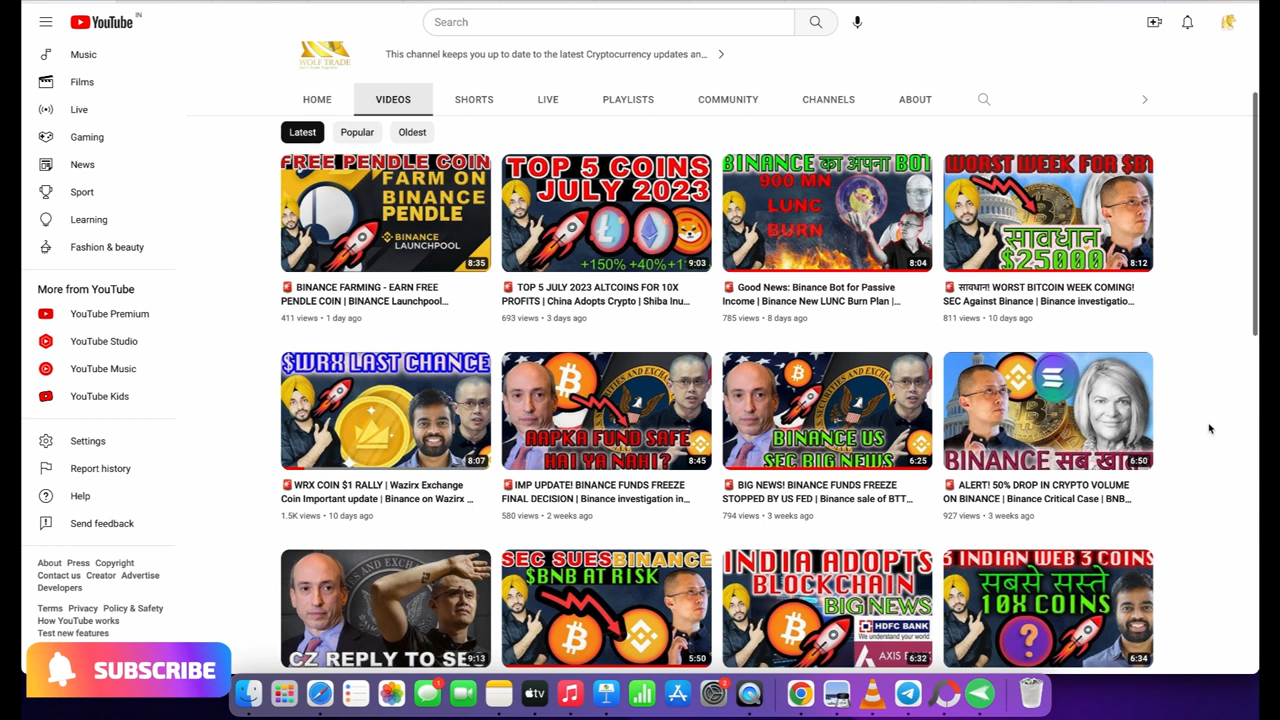 YouTube IN
Search
Music
Films
Live
Gaming
News
Sport
Learning
Fashion & beauty
More from YouTube
YouTube Premium
YouTube Studio
YouTube Music
YouTube Kids
Settings
Report history
Help
Send feedback
About Press Copyright
Contact us Creator Advertise
Developers
Terms Privacy Policy & Safety
How YouTube works
Test new features
SUBSCRIBE
WOLF TRADE
This channel keeps you up to date to the latest Cryptocurrency updates an...
HOME VIDEOS SHORTS LIVE PLAYLISTS COMMUNITY CHANNELS ABOUT
Latest Popular Oldest
FREE PENDLE COIN
FARM ON
BINANCE
PENDLE
BINANCE
LAUNCHPOOL
8:35
🚨 BINANCE FARMING - EARN FREE
PENDLE COIN | BINANCE Launchpool...
411 views • 1 day ago
TOP 5 COINS
JULY 2023
+150% +40%+1
9:03
🚨 TOP 5 JULY 2023 ALTCOINS FOR 10X
PROFITS | China Adopts Crypto | Shiba Inu...
693 views • 3 days ago
BINANCE का अपना BOT
900 MN
LUNC
BURN
8:04
🚨 Good News: Binance Bot for Passive
Income | Binance New LUNC Burn Plan |...
785 views • 8 days ago
WORST WEEK FOR $BT
सावधान
$25000
8:12
🚨 सावधान! WORST BITCOIN WEEK COMING!
SEC Against Binance | Binance investigatio...
811 views • 10 days ago
$WRX LAST CHANCE
8:07
🚨WRX COIN $1 RALLY | Wazirx Exchange
Coin Important update | Binance on Wazirx ...
1.5K views • 10 days ago
SECURITIES AND EXCHA
AAPKA FUND SAFE
HAI YA NAHI?
8:45
🚨IMP UPDATE! BINANCE FUNDS FREEZE
FINAL DECISION | Binance investigation in...
580 views • 2 weeks ago
BINANCE US
SEC BIG NEWS
6:25
🚨 BIG NEWS! BINANCE FUNDS FREEZE
STOPPED BY US FED | Binance sale of BTT...
794 views • 3 weeks ago
BINANCE सब खा
6:50
🚨 ALERT! 50% DROP IN CRYPTO VOLUME
ON BINANCE | Binance Critical Case | BNB...
927 views • 3 weeks ago
CZ REPLY TO SE
9:13
SEC SUES BINANCE
$BNB AT RISK
5:50
INDIA ADOPTS
BLOCKCHAIN
BIG NEWS
HDFC BANK
We understand your world
AXIS B
6:32
3 INDIAN WEB 3 COINS
सबसे सस्ते
10X COINS
?
6:34
1
tv
2